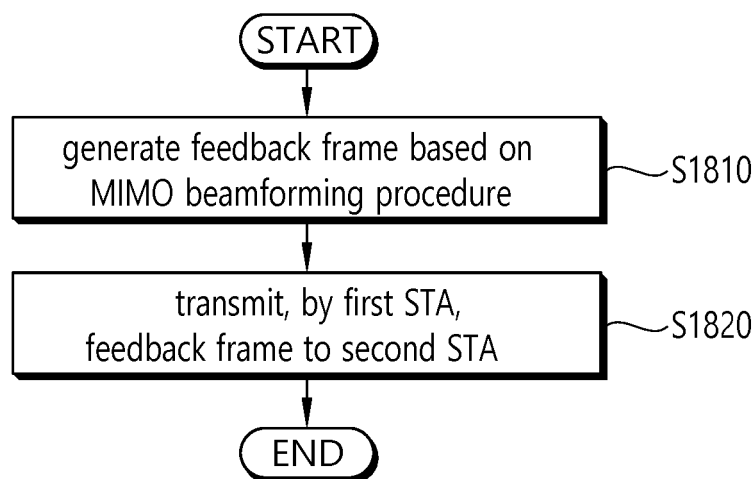 START
generate feedback frame based on
MIMO beamforming procedure
S1810
transmit, by first STA,
feedback frame to second STA
S1820
END